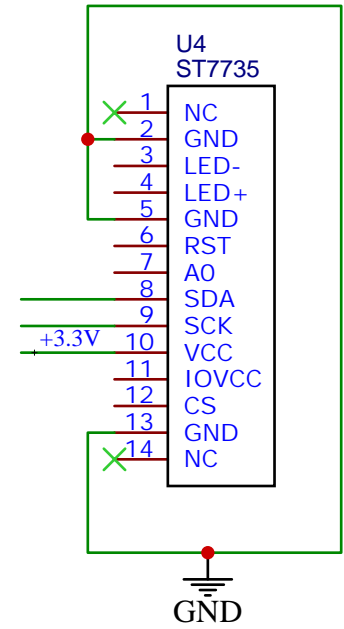 U4
ST7735
1 NC
2 GND
3 LED-
4 LED+
5 GND
6 RST
7 A0
8 SDA
9 SCK
+3.3V 10 VCC
11 IOVCC
12 CS
13 GND
14 NC
GND